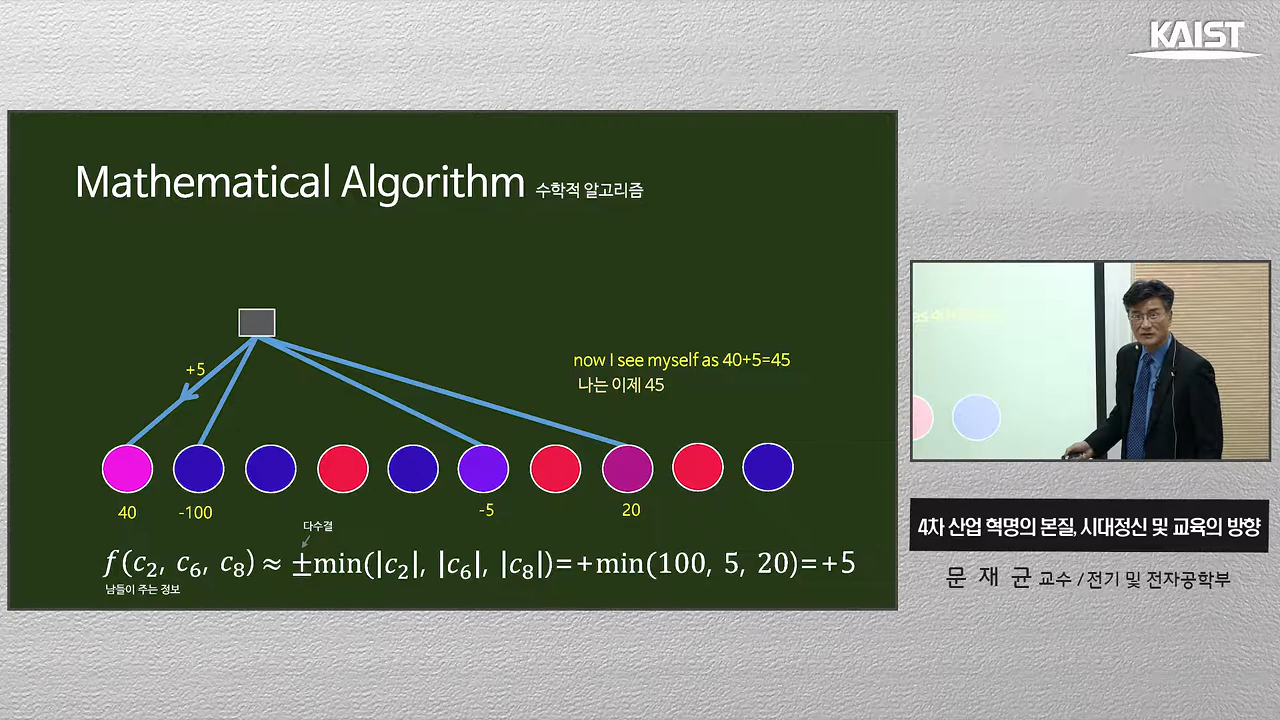 KAIST
Mathematical Algorithm 수학적 알고리즘
+5
now I see myself as 40+5=45
나는 이제 45
40 -100 -5 20
다수결
f(c₂, c₆, c₈) ≈ ±min(|c₂|, |c₆|, |c₈|)=+min(100, 5, 20)=+5
남들이 주는 정보
4차 산업 혁명의 본질, 시대정신 및 교육의 방향
문 재 균 교수 / 전기 및 전자공학부